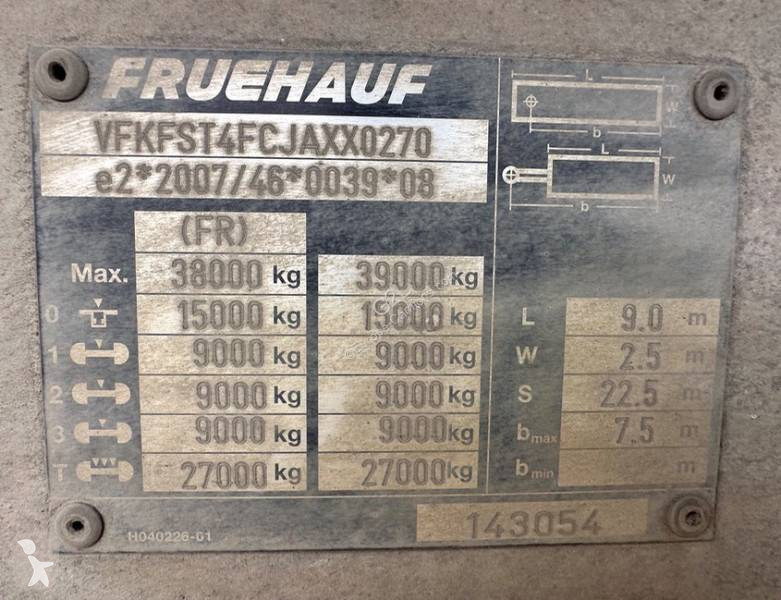 FRUEHAUF
VFKFST4FCJAXX0270
e2*2007/46*0039*08
(FR)
Max. 38000 kg 39000 kg
0 15000 kg kg
1 9000 kg 9000 kg
2 9000 kg 9000 kg
3 9000 kg 9000 kg
T 27000 kg 27000 kg
L
W
b
L
W
b
L 9.0 m
W 2.5 m
S 22.5 m
bmax 7.5 m
bmin m
H040226-01
143054